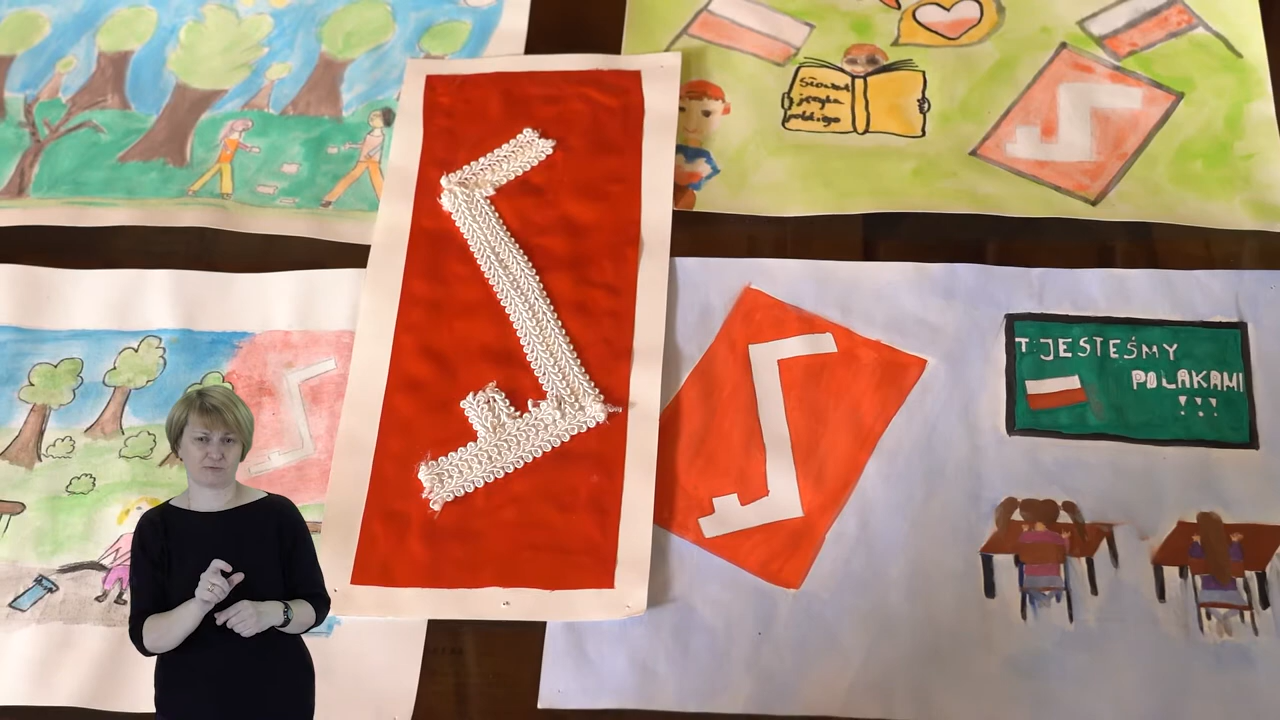 Słownik
języka
polskiego
T: JESTEŚMY
POLAKAMI
!!!